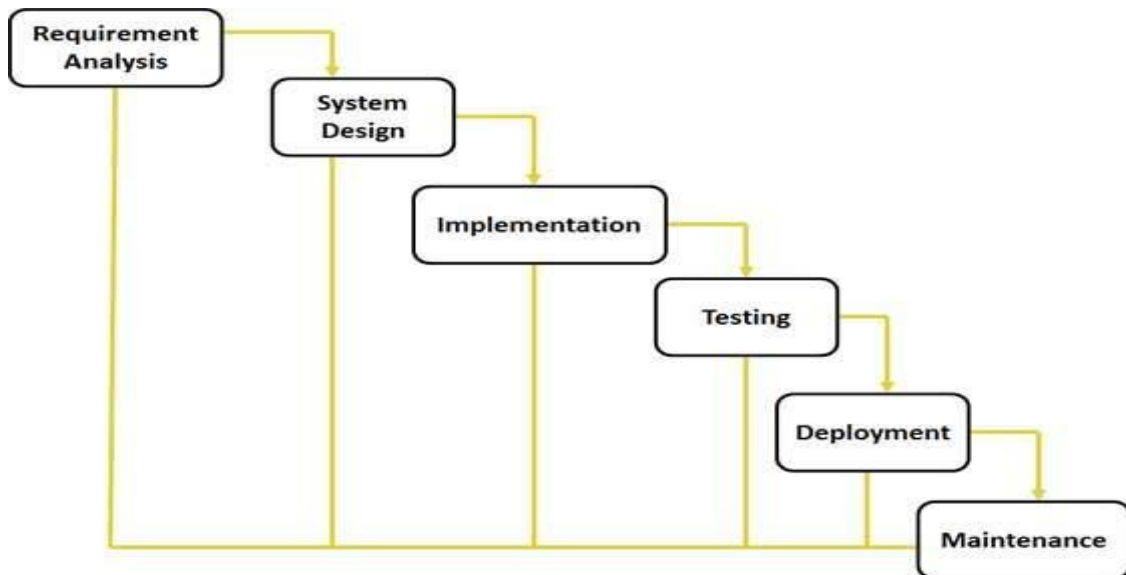 Requirement
Analysis
System
Design
Implementation
Testing
Deployment
Maintenance